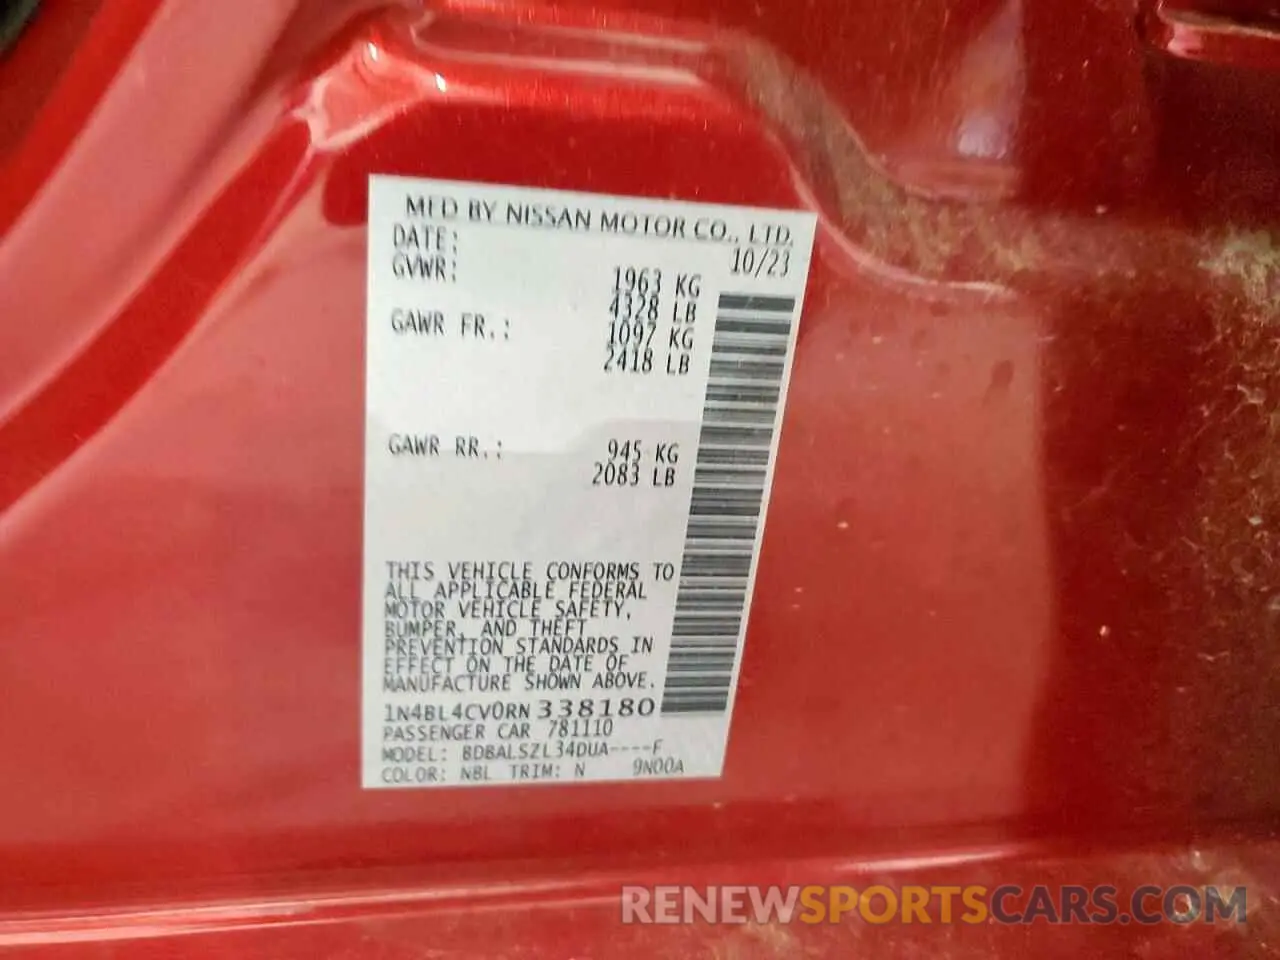 MFD BY NISSAN MOTOR CO., LTD.
DATE: 10/23
GVWR: 1963 KG
4328 LB
GAWR FR.: 1097 KG
2418 LB
GAWR RR.: 945 KG
2083 LB
THIS VEHICLE CONFORMS TO
ALL APPLICABLE FEDERAL
MOTOR VEHICLE SAFETY,
BUMPER, AND THEFT
PREVENTION STANDARDS IN
EFFECT ON THE DATE OF
MANUFACTURE SHOWN ABOVE.
1N4BL4CV0RN338180
PASSENGER CAR 781110
MODEL: BDBALSZL34DUA----F
COLOR: NBL TRIM: N 9N00A
RENEWSPORTSCARS.COM